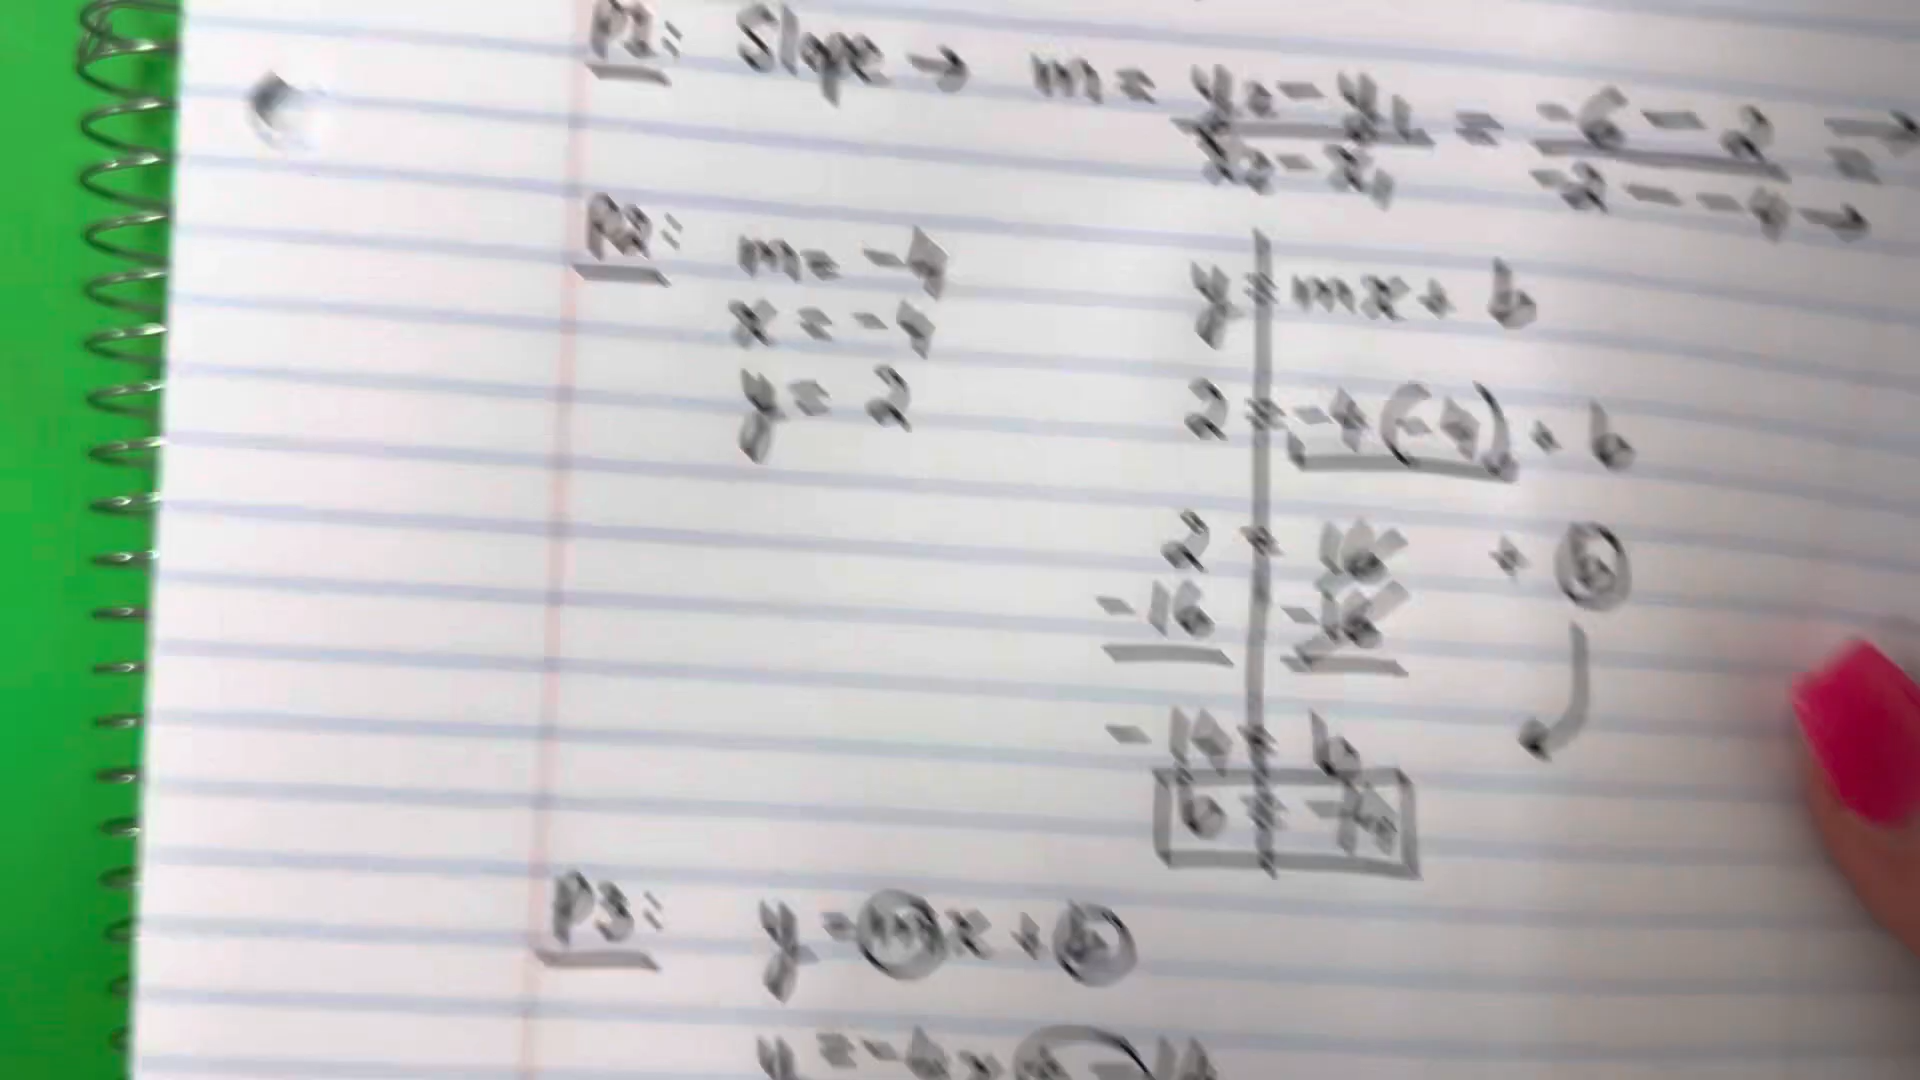 P1: Slope → m = y₂ - y₁ / x₂ - x₁ = -6 - 2 / -2 - -4 → = →
P2: m = -4
x = -4
y = 2
y = mx + b
2 = -4(-4) + b
2 = 16 + b
-16 -16
-14 = b
b = -14
P3: y = mx + b